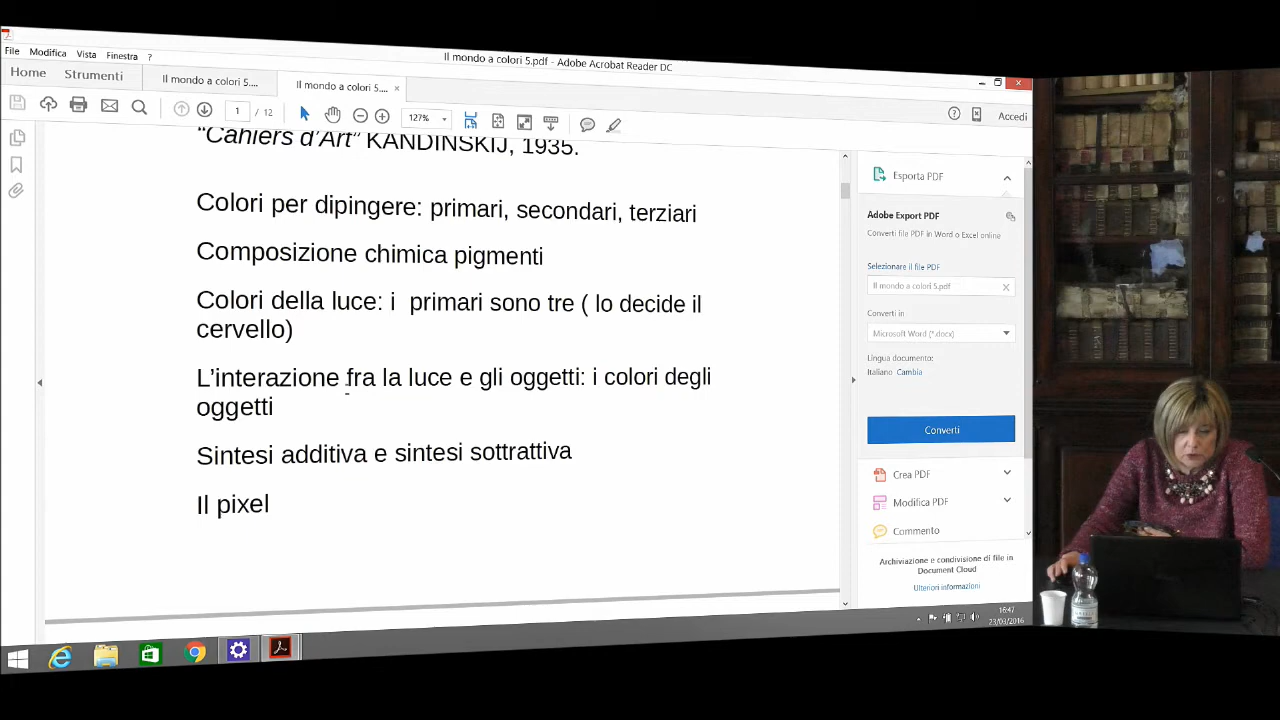 Il mondo a colori 5.pdf - Adobe Acrobat Reader DC
File Modifica Vista Finestra ?
Home Strumenti Il mondo a colori 5.... Il mondo a colori 5.... ×
1 / 12 127% Accedi
“Cahiers d’Art” KANDINSKIJ, 1935.
Colori per dipingere: primari, secondari, terziari
Composizione chimica pigmenti
Colori della luce: i primari sono tre ( lo decide il
cervello)
L’interazione fra la luce e gli oggetti: i colori degli
oggetti
Sintesi additiva e sintesi sottrattiva
Il pixel
Esporta PDF
Adobe Export PDF
Converti file PDF in Word o Excel online
Selezionare il file PDF
Il mondo a colori 5.pdf
Converti in
Microsoft Word (*.docx)
Lingua documento:
Italiano Cambia
Converti
Crea PDF
Modifica PDF
Commento
Archiviazione e condivisione di file in
Document Cloud
Ulteriori informazioni
16:47
23/03/2016